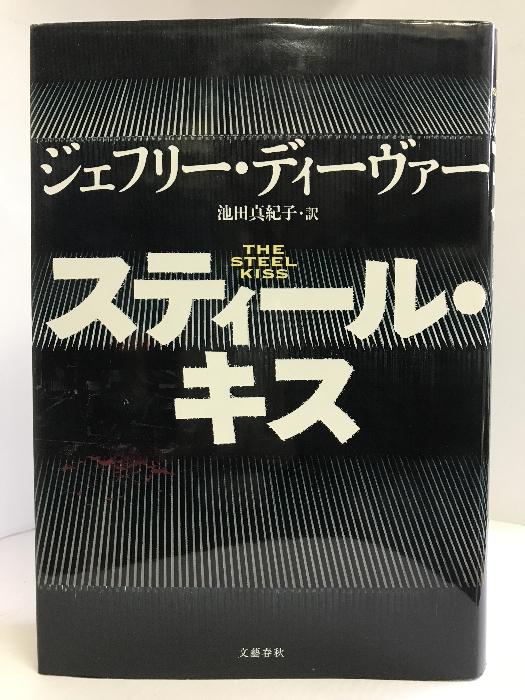 ジェフリー・ディーヴァー
池田真紀子・訳
THE
STEEL
KISS
スティール・
キス
文藝春秋